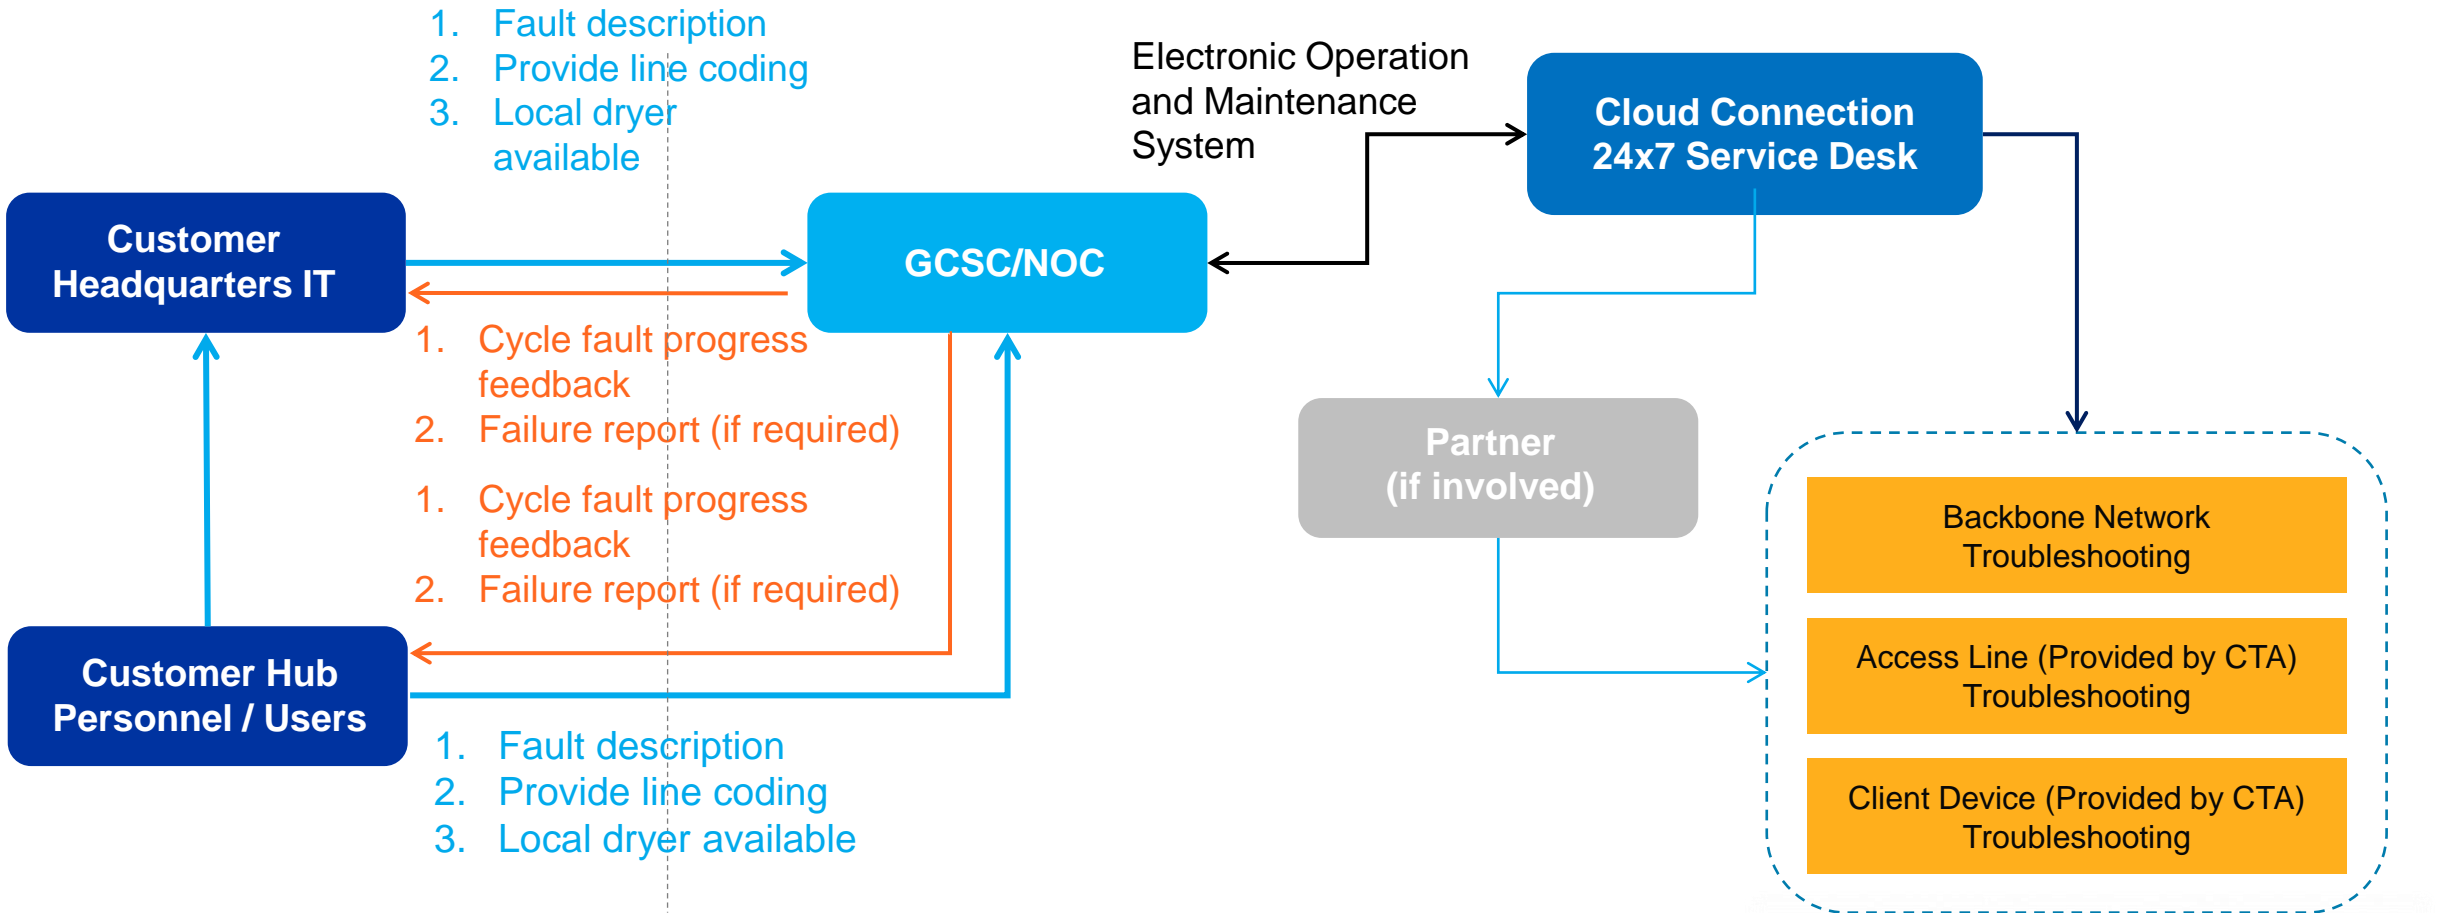 1. Fault description
2. Provide line coding
3. Local dryer
available
Electronic Operation
and Maintenance
System
Cloud Connection
24x7 Service Desk
Customer
Headquarters IT
GCSC/NOC
1. Cycle fault progress
feedback
2. Failure report (if required)
1. Cycle fault progress
feedback
2. Failure report (if required)
Partner
(if involved)
Backbone Network
Troubleshooting
Access Line (Provided by CTA)
Troubleshooting
Client Device (Provided by CTA)
Troubleshooting
Customer Hub
Personnel / Users
1. Fault description
2. Provide line coding
3. Local dryer available